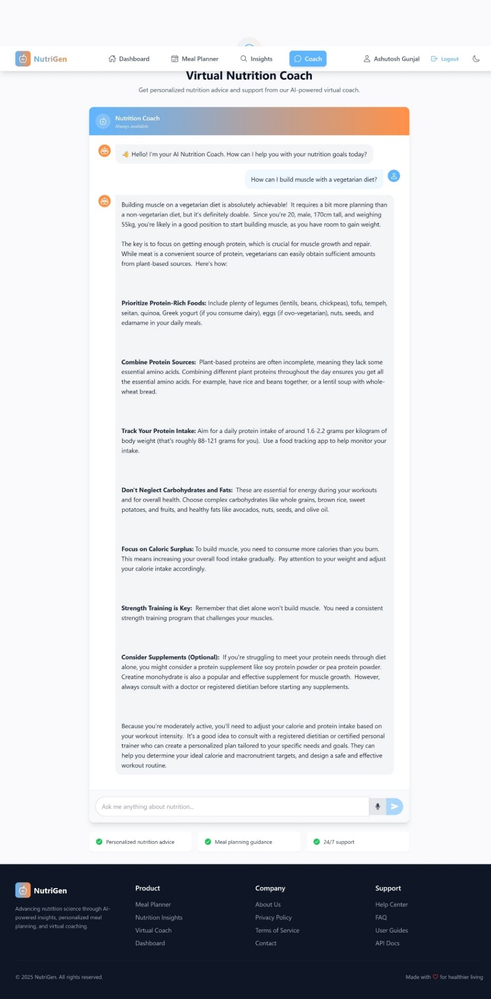 NutriGen
Dashboard
Meal Planner
Insights
Coach
Ashutosh Gunjal
Logout
Virtual Nutrition Coach
Get personalized nutrition advice and support from our AI-powered virtual coach.
Nutrition Coach
Always available
👋 Hello! I'm your AI Nutrition Coach. How can I help you with your nutrition goals today?
How can I build muscle with a vegetarian diet?
Building muscle on a vegetarian diet is absolutely achievable! It requires a bit more planning than
a non-vegetarian diet, but it's definitely doable. Since you're 20, male, 170cm tall, and weighing
55kg, you're likely in a good position to start building muscle, as you have room to gain weight.
The key is to focus on getting enough protein, which is crucial for muscle growth and repair.
While meat is a convenient source of protein, vegetarians can easily obtain sufficient amounts
from plant-based sources. Here's how:
Prioritize Protein-Rich Foods: Include plenty of legumes (lentils, beans, chickpeas), tofu, tempeh,
seitan, quinoa, Greek yogurt (if you consume dairy), eggs (if ovo-vegetarian), nuts, seeds, and
edamame in your daily meals.
Combine Protein Sources: Plant-based proteins are often incomplete, meaning they lack some
essential amino acids. Combining different plant proteins throughout the day ensures you get all
the essential amino acids. For example, have rice and beans together, or a lentil soup with whole-
wheat bread.
Track Your Protein Intake: Aim for a daily protein intake of around 1.6-2.2 grams per kilogram of
body weight (that's roughly 88-121 grams for you). Use a food tracking app to help monitor your
intake.
Don't Neglect Carbohydrates and Fats: These are essential for energy during your workouts
and for overall health. Choose complex carbohydrates like whole grains, brown rice, sweet
potatoes, and fruits, and healthy fats like avocados, nuts, seeds, and olive oil.
Focus on Caloric Surplus: To build muscle, you need to consume more calories than you burn.
This means increasing your overall food intake gradually. Pay attention to your weight and adjust
your calorie intake accordingly.
Strength Training is Key: Remember that diet alone won't build muscle. You need a consistent
strength training program that challenges your muscles.
Consider Supplements (Optional): If you're struggling to meet your protein needs through diet
alone, you might consider a protein supplement like soy protein powder or pea protein powder.
Creatine monohydrate is also a popular and effective supplement for muscle growth. However,
always consult with a doctor or registered dietitian before starting any supplements.
Because you're moderately active, you'll need to adjust your calorie and protein intake based on
your workout intensity. It's a good idea to consult with a registered dietitian or certified personal
trainer who can create a personalized plan tailored to your specific needs and goals. They can
help you determine your ideal calorie and macronutrient targets, and design a safe and effective
workout routine.
Ask me anything about nutrition...
Personalized nutrition advice
Meal planning guidance
24/7 support
NutriGen
Advancing nutrition science through AI-
powered insights, personalized meal
planning, and virtual coaching.
Product
Meal Planner
Nutrition Insights
Virtual Coach
Dashboard
Company
About Us
Privacy Policy
Terms of Service
Contact
Support
Help Center
FAQ
User Guides
API Docs
© 2025 NutriGen. All rights reserved.
Made with ♡ for healthier living